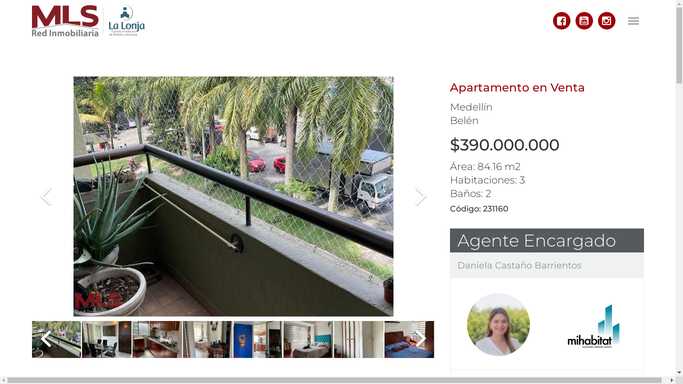 MLS
Red Inmobiliaria
La Lonja
Apartamento en Venta
Medellín
Belén
$390.000.000
Área: 84.16 m2
Habitaciones: 3
Baños: 2
Código: 231160
Agente Encargado
Daniela Castaño Barrientos
MLS
mihabitat